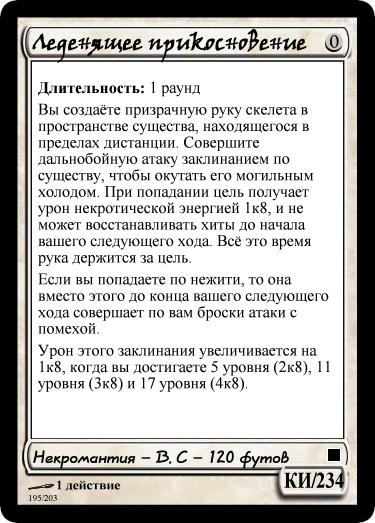 Леденящее прикосновение 0
Длительность: 1 раунд
Вы создаёте призрачную руку скелета в
пространстве существа, находящегося в
пределах дистанции. Совершите
дальнобойную атаку заклинанием по
существу, чтобы окутать его могильным
холодом. При попадании цель получает
урон некротической энергией 1к8, и не
может восстанавливать хиты до начала
вашего следующего хода. Всё это время
рука держится за цель.
Если вы попадаете по нежити, то она
вместо этого до конца вашего следующего
хода совершает по вам броски атаки с
помехой.
Урон этого заклинания увеличивается на
1к8, когда вы достигаете 5 уровня (2к8), 11
уровня (3к8) и 17 уровня (4к8).
Некромантия – В, С – 120 футов
КИ/234
1 действие
195/203